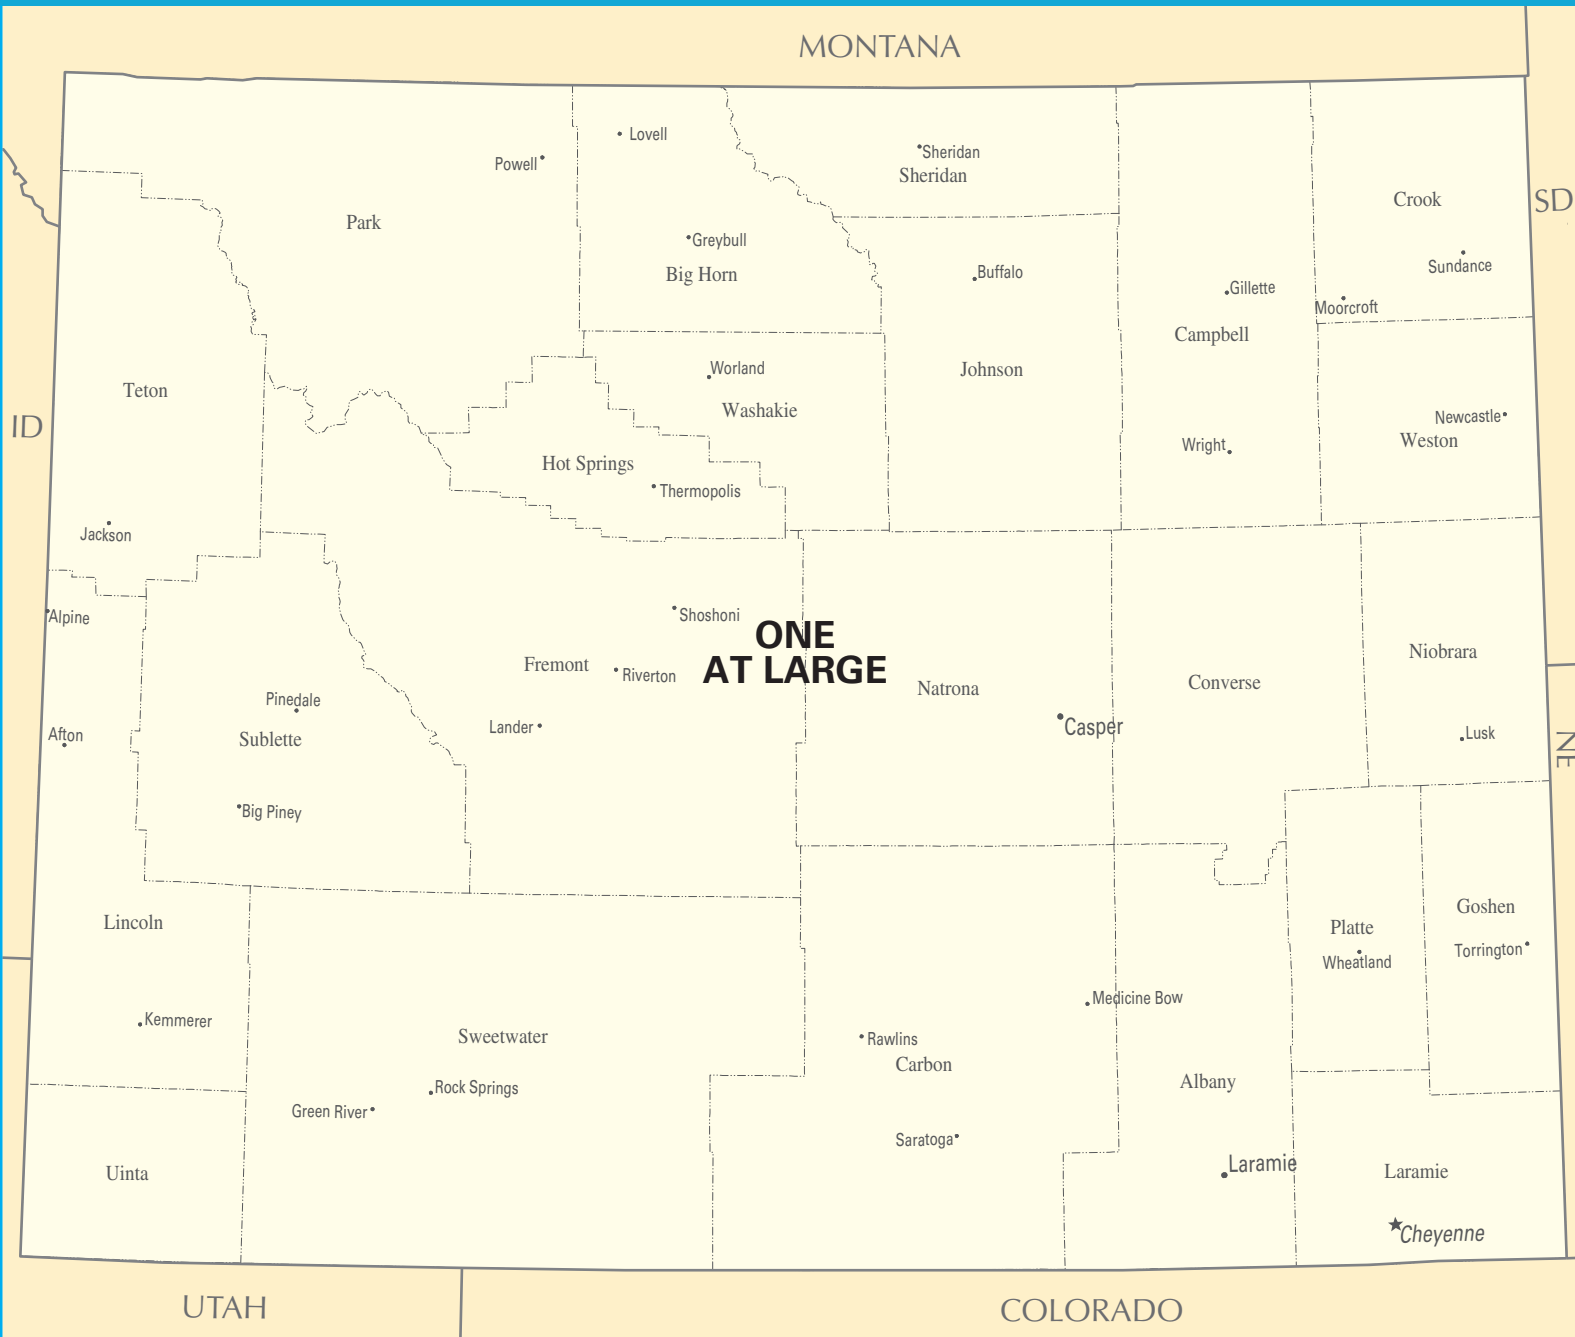 MONTANA
Lovell
Powell
Sheridan
Sheridan
Crook
SD
Park
Greybull
Big Horn
Buffalo
Sundance
Gillette
Moorcroft
Campbell
Worland
Johnson
Teton
Washakie
ID
Newcastle
Weston
Wright
Hot Springs
Thermopolis
Jackson
Alpine
Shoshoni
ONE
AT LARGE
Fremont
Riverton
Niobrara
Natrona
Converse
Pinedale
Lander
Casper
Afton
Sublette
Lusk
NE
Big Piney
Lincoln
Goshen
Platte
Torrington
Wheatland
Medicine Bow
Kemmerer
Sweetwater
Rawlins
Carbon
Albany
Rock Springs
Green River
Saratoga
Laramie
Uinta
Laramie
Cheyenne
UTAH
COLORADO